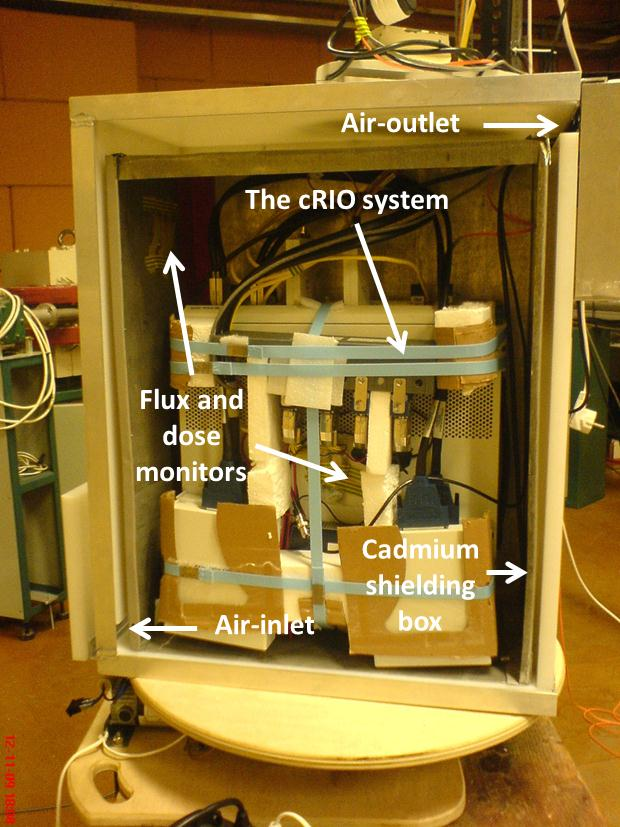 Air-outlet
The cRIO system
Flux and
dose
monitors
Cadmium
shielding
box
Air-inlet